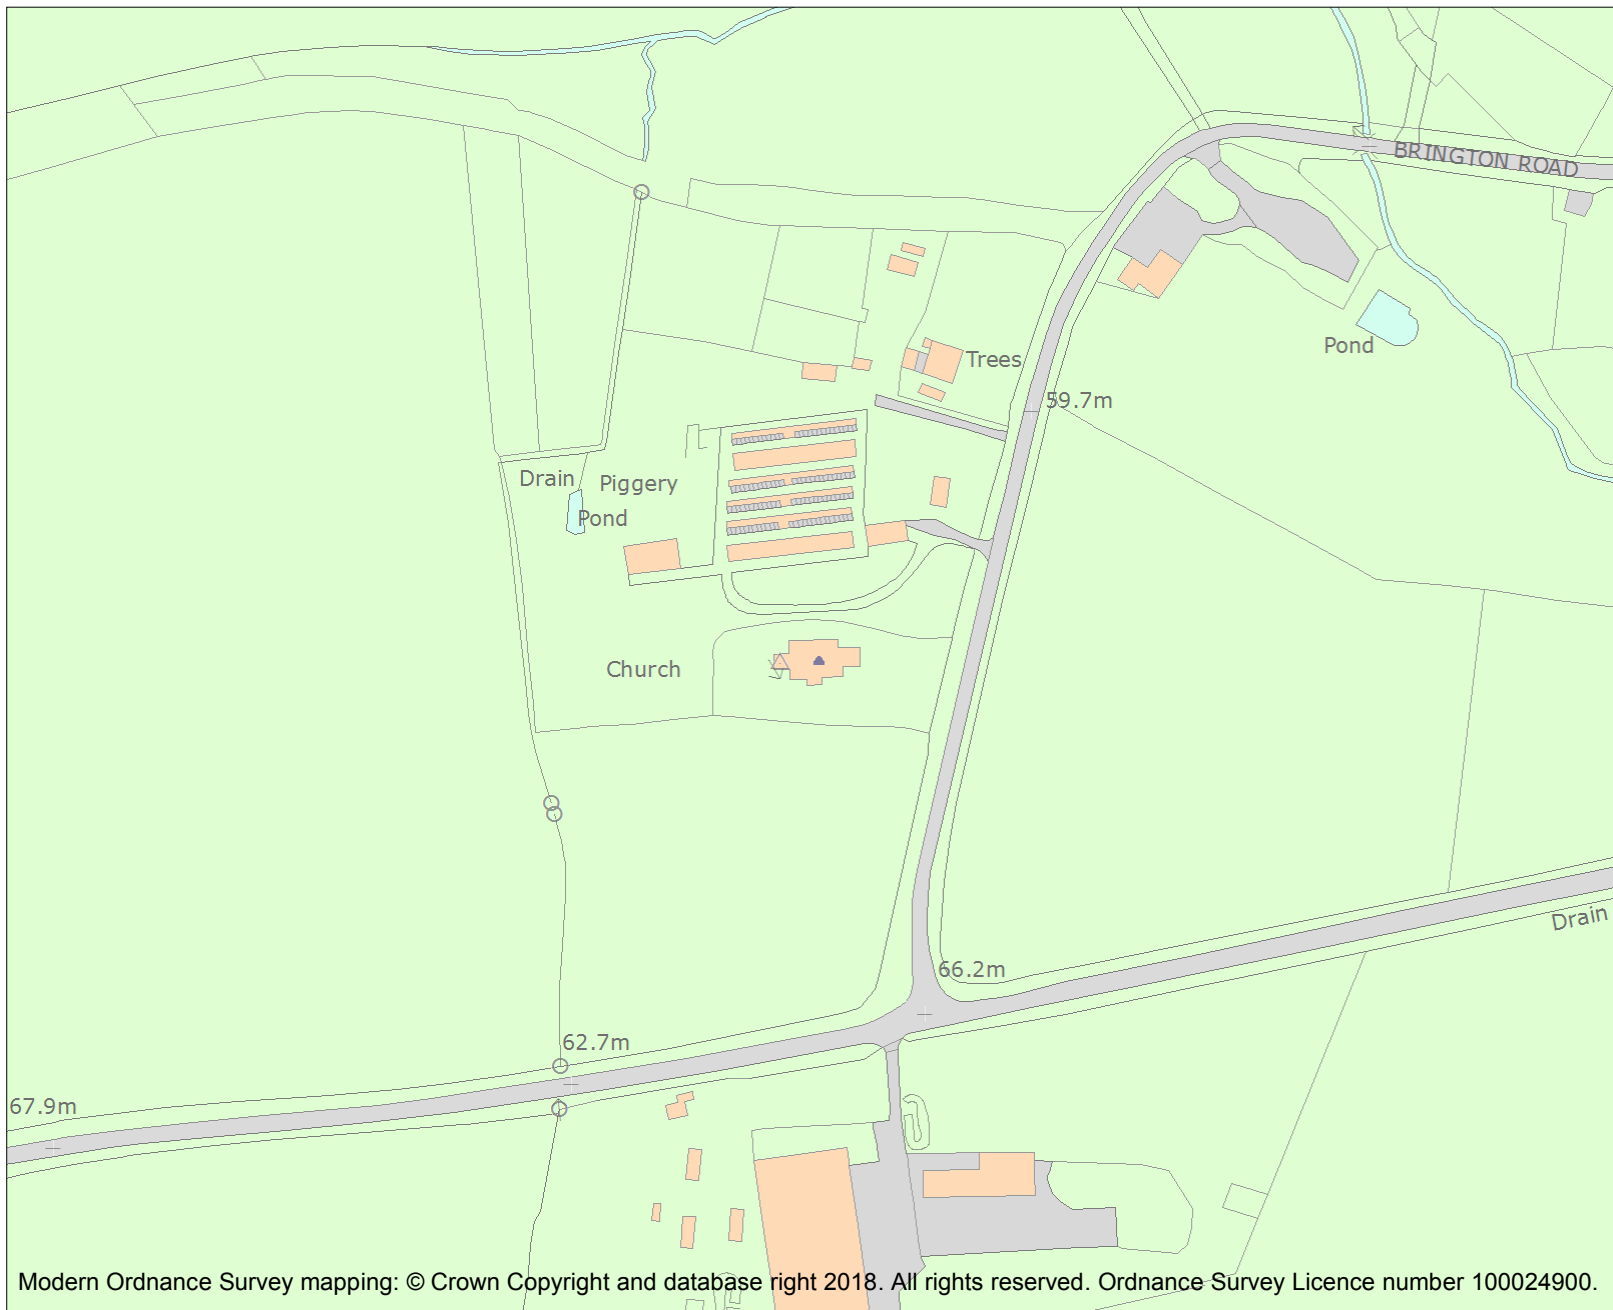 BRINGTON ROAD
Pond
Trees
59.7m
Drain
Piggery
Pond
Church
Drain
66.2m
62.7m
67.9m
Modern Ordnance Survey mapping: © Crown Copyright and database right 2018. All rights reserved. Ordnance Survey Licence number 100024900.